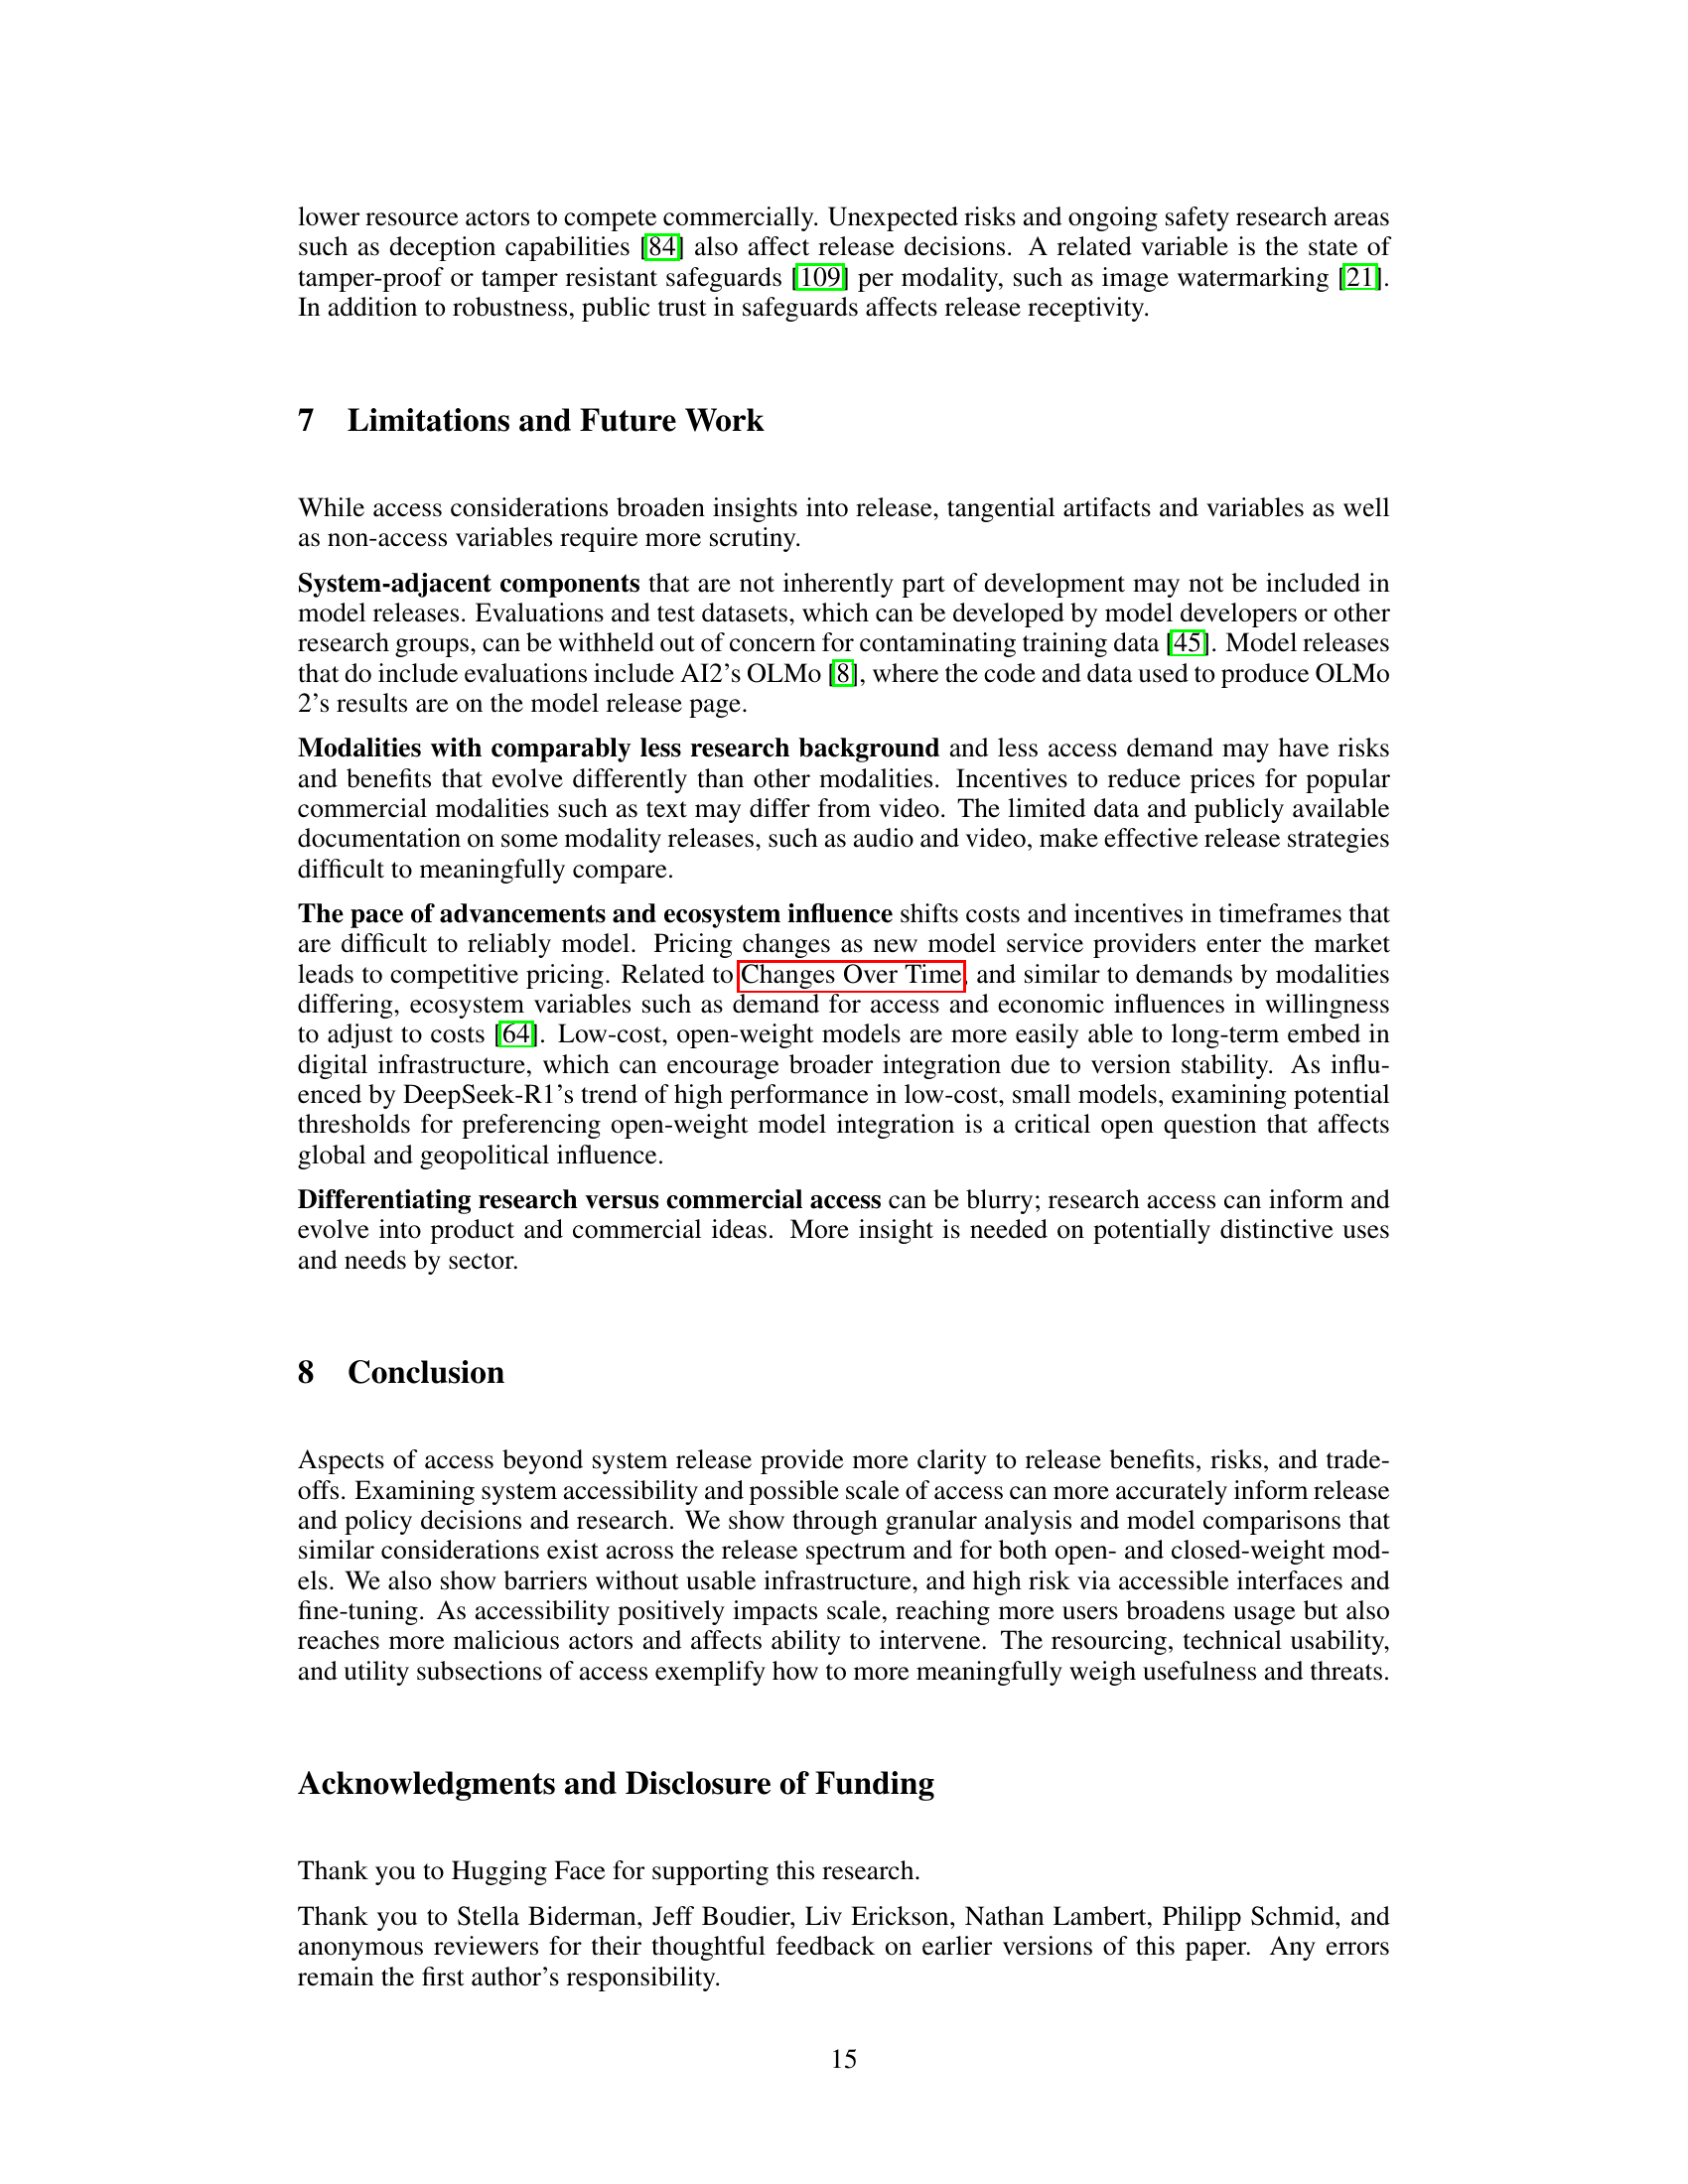 lower resource actors to compete commercially. Unexpected risks and ongoing safety research areas
such as deception capabilities [84] also affect release decisions. A related variable is the state of
tamper-proof or tamper resistant safeguards [109] per modality, such as image watermarking [21].
In addition to robustness, public trust in safeguards affects release receptivity.
7 Limitations and Future Work
While access considerations broaden insights into release, tangential artifacts and variables as well
as non-access variables require more scrutiny.
System-adjacent components that are not inherently part of development may not be included in
model releases. Evaluations and test datasets, which can be developed by model developers or other
research groups, can be withheld out of concern for contaminating training data [45]. Model releases
that do include evaluations include AI2's OLMo [8], where the code and data used to produce OLMo
2's results are on the model release page.
Modalities with comparably less research background and less access demand may have risks
and benefits that evolve differently than other modalities. Incentives to reduce prices for popular
commercial modalities such as text may differ from video. The limited data and publicly available
documentation on some modality releases, such as audio and video, make effective release strategies
difficult to meaningfully compare.
The pace of advancements and ecosystem influence shifts costs and incentives in timeframes that
are difficult to reliably model. Pricing changes as new model service providers enter the market
leads to competitive pricing. Related to Changes Over Time, and similar to demands by modalities
differing, ecosystem variables such as demand for access and economic influences in willingness
to adjust to costs [64]. Low-cost, open-weight models are more easily able to long-term embed in
digital infrastructure, which can encourage broader integration due to version stability. As influ-
enced by DeepSeek-R1's trend of high performance in low-cost, small models, examining potential
thresholds for preferencing open-weight model integration is a critical open question that affects
global and geopolitical influence.
Differentiating research versus commercial access can be blurry; research access can inform and
evolve into product and commercial ideas. More insight is needed on potentially distinctive uses
and needs by sector.
8 Conclusion
Aspects of access beyond system release provide more clarity to release benefits, risks, and trade-
offs. Examining system accessibility and possible scale of access can more accurately inform release
and policy decisions and research. We show through granular analysis and model comparisons that
similar considerations exist across the release spectrum and for both open- and closed-weight mod-
els. We also show barriers without usable infrastructure, and high risk via accessible interfaces and
fine-tuning. As accessibility positively impacts scale, reaching more users broadens usage but also
reaches more malicious actors and affects ability to intervene. The resourcing, technical usability,
and utility subsections of access exemplify how to more meaningfully weigh usefulness and threats.
Acknowledgments and Disclosure of Funding
Thank you to Hugging Face for supporting this research.
Thank you to Stella Biderman, Jeff Boudier, Liv Erickson, Nathan Lambert, Philipp Schmid, and
anonymous reviewers for their thoughtful feedback on earlier versions of this paper. Any errors
remain the first author's responsibility.
15